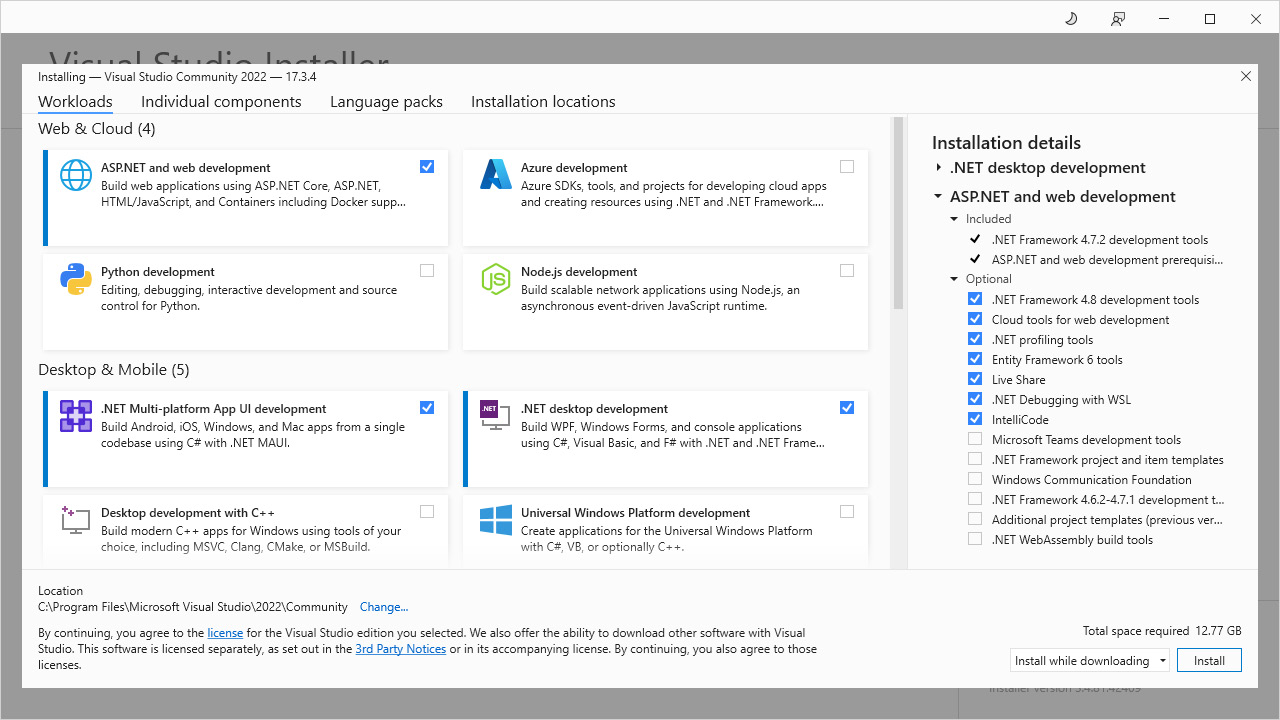 Visual Studio Installer
Installing — Visual Studio Community 2022 — 17.3.4
Workloads
Individual components
Language packs
Installation locations
Web & Cloud (4)
ASP.NET and web development
Build web applications using ASP.NET Core, ASP.NET,
HTML/JavaScript, and Containers including Docker supp...
Azure development
Azure SDKs, tools, and projects for developing cloud apps
and creating resources using .NET and .NET Framework....
Python development
Editing, debugging, interactive development and source
control for Python.
Node.js development
Build scalable network applications using Node.js, an
asynchronous event-driven JavaScript runtime.
Desktop & Mobile (5)
.NET Multi-platform App UI development
Build Android, iOS, Windows, and Mac apps from a single
codebase using C# with .NET MAUI.
.NET
.NET desktop development
Build WPF, Windows Forms, and console applications
using C#, Visual Basic, and F# with .NET and .NET Frame...
Desktop development with C++
Build modern C++ apps for Windows using tools of your
choice, including MSVC, Clang, CMake, or MSBuild.
Universal Windows Platform development
Create applications for the Universal Windows Platform
with C#, VB, or optionally C++.
Installation details
.NET desktop development
ASP.NET and web development
Included
.NET Framework 4.7.2 development tools
ASP.NET and web development prerequisi...
Optional
.NET Framework 4.8 development tools
Cloud tools for web development
.NET profiling tools
Entity Framework 6 tools
Live Share
.NET Debugging with WSL
IntelliCode
Microsoft Teams development tools
.NET Framework project and item templates
Windows Communication Foundation
.NET Framework 4.6.2-4.7.1 development t...
Additional project templates (previous ver...
.NET WebAssembly build tools
Location
C:\Program Files\Microsoft Visual Studio\2022\Community Change...
By continuing, you agree to the license for the Visual Studio edition you selected. We also offer the ability to download other software with Visual
Studio. This software is licensed separately, as set out in the 3rd Party Notices or in its accompanying license. By continuing, you also agree to those
licenses.
Total space required 12.77 GB
Install while downloading
Install